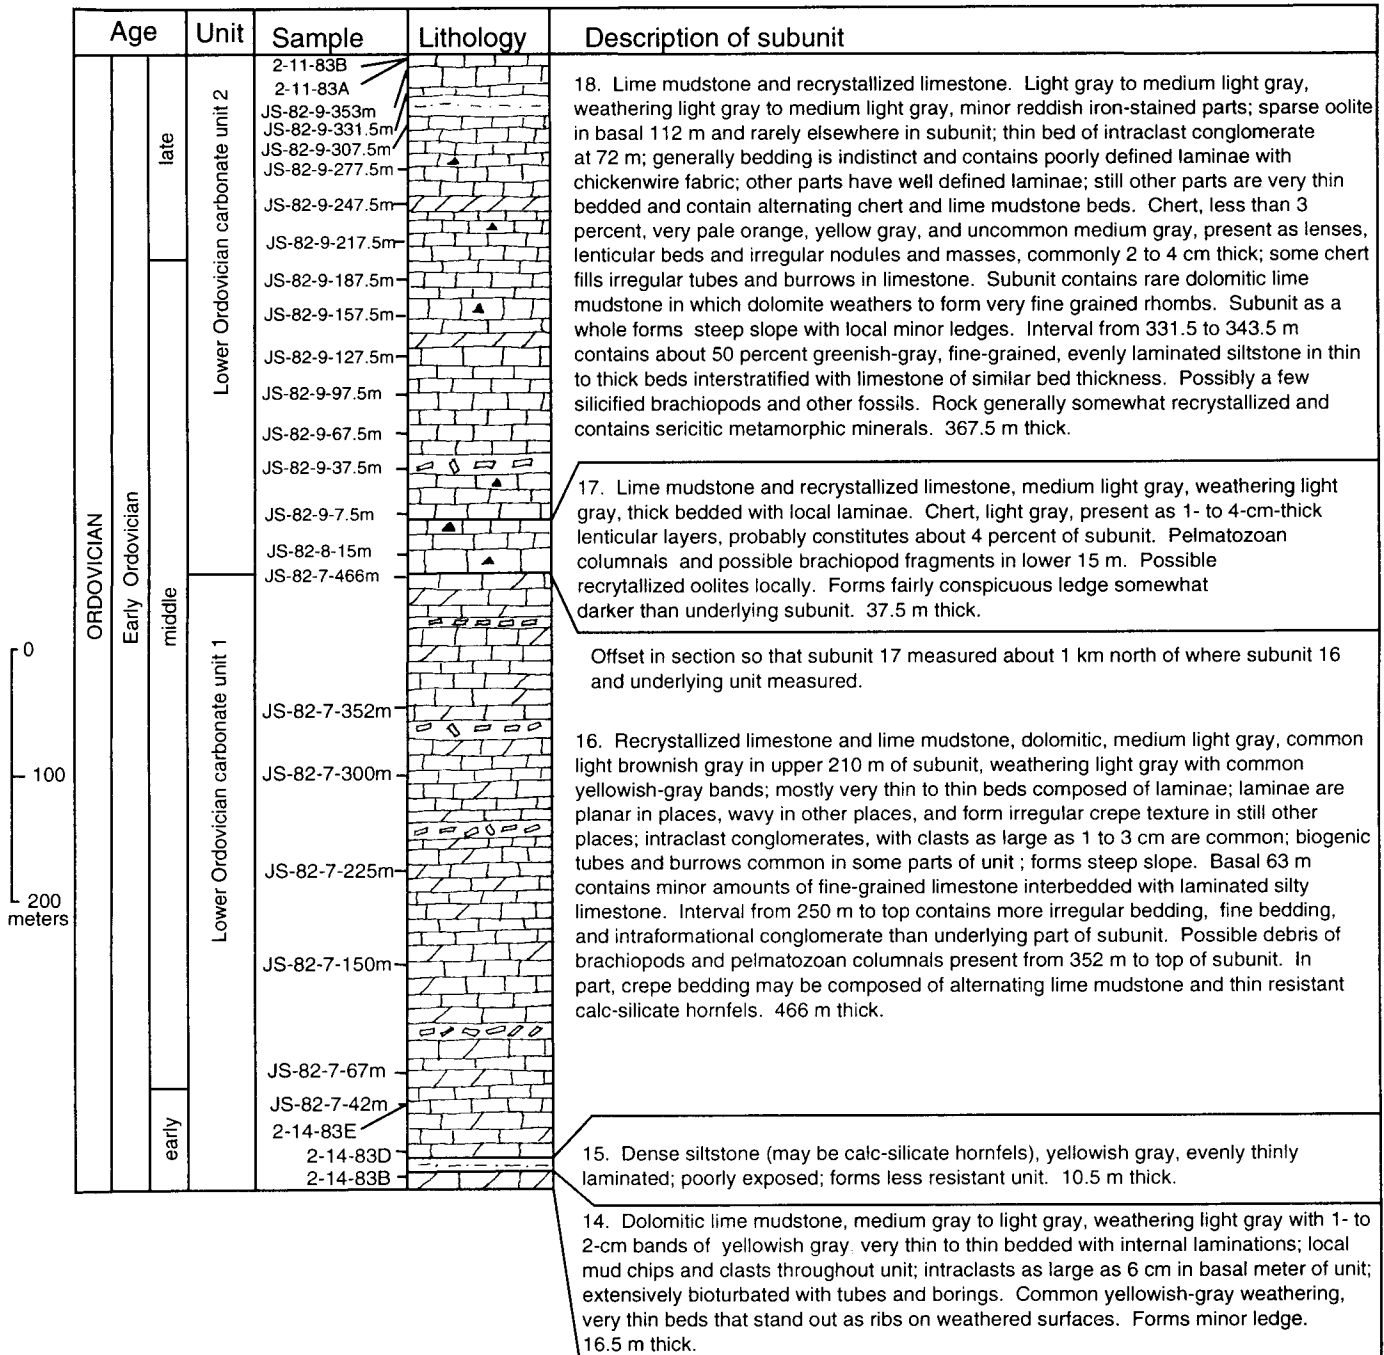 Age Unit Sample Lithology Description of subunit
ORDOVICIAN
Early Ordovician
late
middle
early
Lower Ordovician carbonate unit 2
Lower Ordovician carbonate unit 1
2-11-83B
2-11-83A
JS-82-9-353m
JS-82-9-331.5m
JS-82-9-307.5m
JS-82-9-277.5m
JS-82-9-247.5m
JS-82-9-217.5m
JS-82-9-187.5m
JS-82-9-157.5m
JS-82-9-127.5m
JS-82-9-97.5m
JS-82-9-67.5m
JS-82-9-37.5m
JS-82-9-7.5m
JS-82-8-15m
JS-82-7-466m
JS-82-7-352m
JS-82-7-300m
JS-82-7-225m
JS-82-7-150m
JS-82-7-67m
JS-82-7-42m
2-14-83E
2-14-83D
2-14-83B
0
100
200
meters
18. Lime mudstone and recrystallized limestone. Light gray to medium light gray,
weathering light gray to medium light gray, minor reddish iron-stained parts; sparse oolite
in basal 112 m and rarely elsewhere in subunit; thin bed of intraclast conglomerate
at 72 m; generally bedding is indistinct and contains poorly defined laminae with
chickenwire fabric; other parts have well defined laminae; still other parts are very thin
bedded and contain alternating chert and lime mudstone beds. Chert, less than 3
percent, very pale orange, yellow gray, and uncommon medium gray, present as lenses,
lenticular beds and irregular nodules and masses, commonly 2 to 4 cm thick; some chert
fills irregular tubes and burrows in limestone. Subunit contains rare dolomitic lime
mudstone in which dolomite weathers to form very fine grained rhombs. Subunit as a
whole forms steep slope with local minor ledges. Interval from 331.5 to 343.5 m
contains about 50 percent greenish-gray, fine-grained, evenly laminated siltstone in thin
to thick beds interstratified with limestone of similar bed thickness. Possibly a few
silicified brachiopods and other fossils. Rock generally somewhat recrystallized and
contains sericitic metamorphic minerals. 367.5 m thick.
17. Lime mudstone and recrystallized limestone, medium light gray, weathering light
gray, thick bedded with local laminae. Chert, light gray, present as 1- to 4-cm-thick
lenticular layers, probably constitutes about 4 percent of subunit. Pelmatozoan
columnals and possible brachiopod fragments in lower 15 m. Possible
recrytallized oolites locally. Forms fairly conspicuous ledge somewhat
darker than underlying subunit. 37.5 m thick.
Offset in section so that subunit 17 measured about 1 km north of where subunit 16
and underlying unit measured.
16. Recrystallized limestone and lime mudstone, dolomitic, medium light gray, common
light brownish gray in upper 210 m of subunit, weathering light gray with common
yellowish-gray bands; mostly very thin to thin beds composed of laminae; laminae are
planar in places, wavy in other places, and form irregular crepe texture in still other
places; intraclast conglomerates, with clasts as large as 1 to 3 cm are common; biogenic
tubes and burrows common in some parts of unit ; forms steep slope. Basal 63 m
contains minor amounts of fine-grained limestone interbedded with laminated silty
limestone. Interval from 250 m to top contains more irregular bedding, fine bedding,
and intraformational conglomerate than underlying part of subunit. Possible debris of
brachiopods and pelmatozoan columnals present from 352 m to top of subunit. In
part, crepe bedding may be composed of alternating lime mudstone and thin resistant
calc-silicate hornfels. 466 m thick.
15. Dense siltstone (may be calc-silicate hornfels), yellowish gray, evenly thinly
laminated; poorly exposed; forms less resistant unit. 10.5 m thick.
14. Dolomitic lime mudstone, medium gray to light gray, weathering light gray with 1- to
2-cm bands of yellowish gray, very thin to thin bedded with internal laminations; local
mud chips and clasts throughout unit; intraclasts as large as 6 cm in basal meter of unit;
extensively bioturbated with tubes and borings. Common yellowish-gray weathering,
very thin beds that stand out as ribs on weathered surfaces. Forms minor ledge.
16.5 m thick.